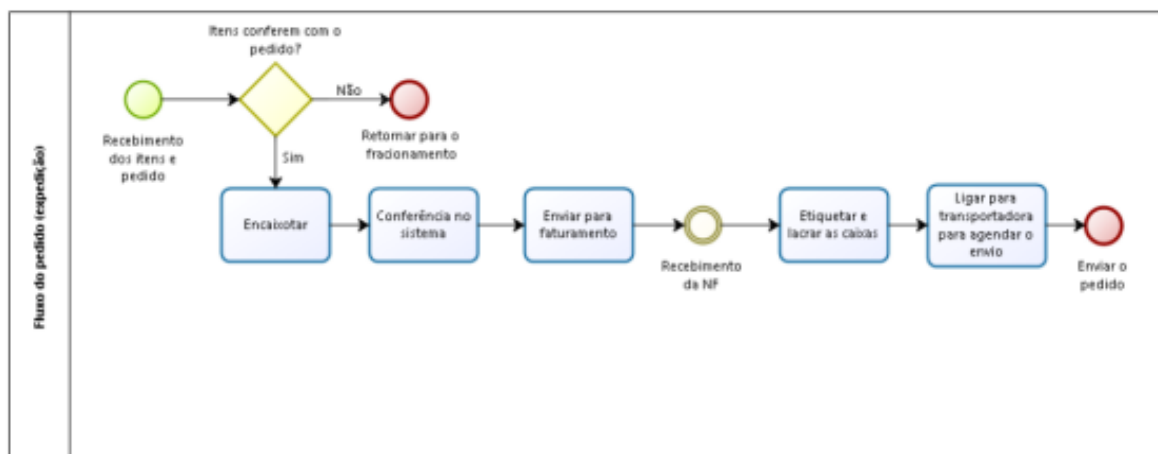 Fluxo do pedido (expedição)
Itens conferem com o
pedido?
Não
Recebimento
dos itens e
pedido
Retornar para o
fracionamento
Sim
Encaixotar
Conferência no
sistema
Enviar para
faturamento
Recebimento
da NF
Etiquetar e
lacrar as caixas
Ligar para
transportadora
para agendar o
envio
Enviar o
pedido